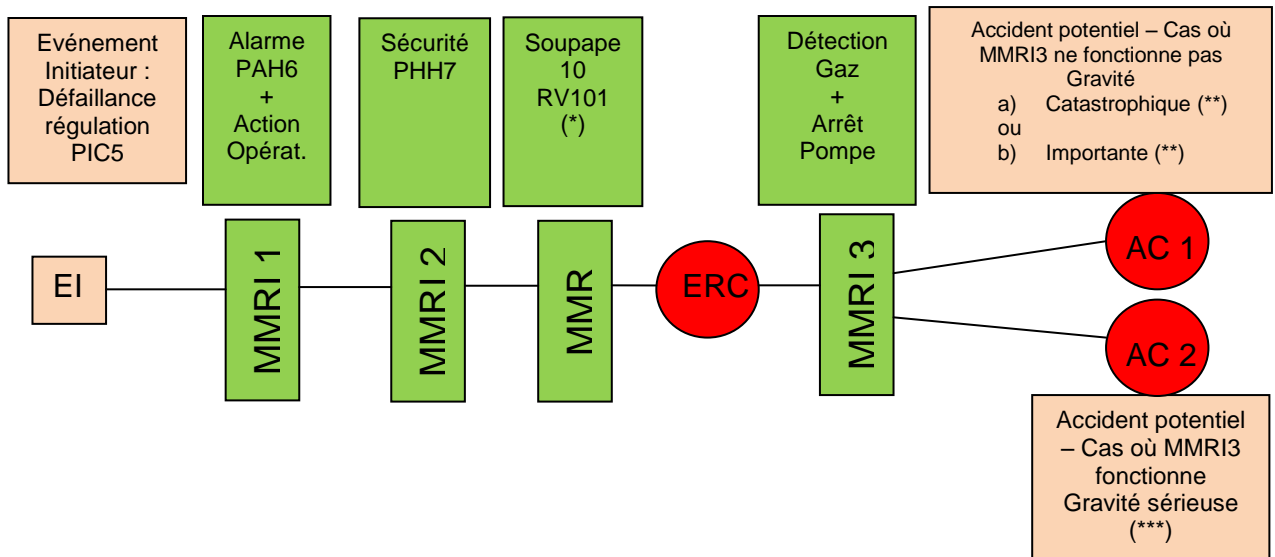 Evénement
Initiateur :
Défaillance
régulation
PIC5
Alarme
PAH6
+
Action
Opérat.
Sécurité
PHH7
Soupape
10
RV101
(*)
Détection
Gaz
+
Arrêt
Pompe
Accident potentiel – Cas où
MMRI3 ne fonctionne pas
Gravité
a) Catastrophique (**)
ou
b) Importante (**)
EI
MMRI 1
MMRI 2
MMR
ERC
MMRI 3
AC 1
AC 2
Accident potentiel
– Cas où MMRI3
fonctionne
Gravité sérieuse
(***)